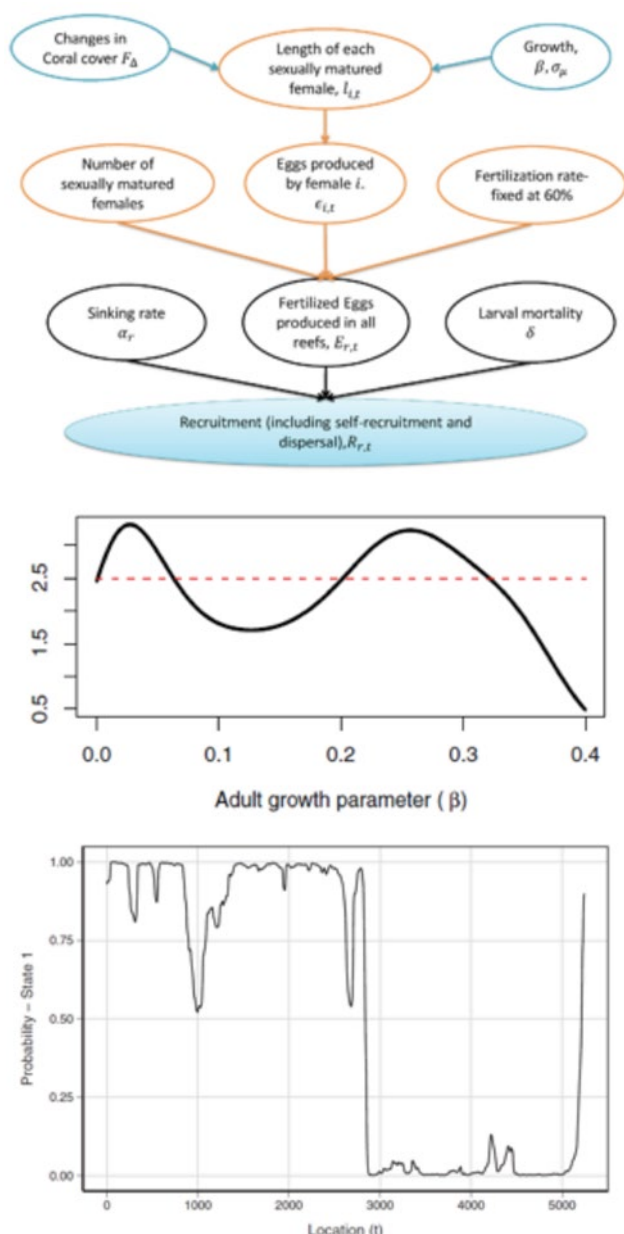 Changes in
Coral cover F_Δ
Length of each
sexually matured
female, l_{i,t}
Growth,
β, σ_μ
Number of
sexually matured
females
Eggs produced
by female i.
ϵ_{i,t}
Fertilization rate-
fixed at 60%
Sinking rate
α_r
Fertilized Eggs
produced in all
reefs, E_{r,t}
Larval mortality
δ
Recruitment (including self-recruitment and
dispersal),R_{r,t}
2.5
1.5
0.5
0.0 0.1 0.2 0.3 0.4
Adult growth parameter ( β)
1.00
0.75
0.50
0.25
0.00
Probability – State 1
0 1000 2000 3000 4000 5000
Location (t)